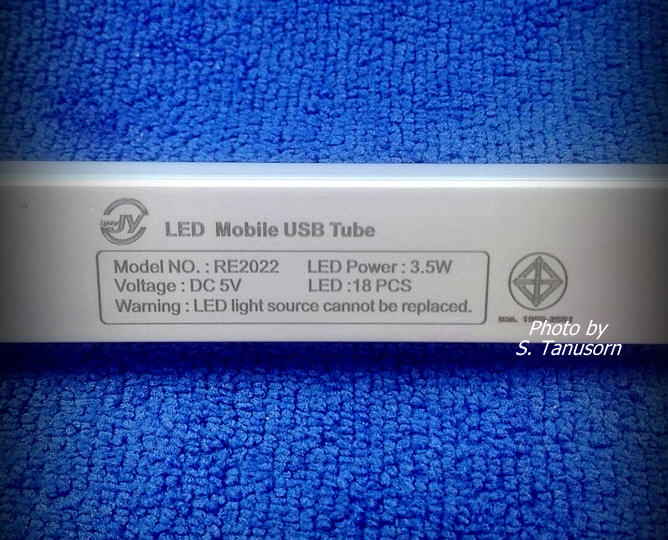 JY
LED Mobile USB Tube
Model NO. : RE2022 LED Power : 3.5W
Voltage : DC 5V LED :18 PCS
Warning : LED light source cannot be replaced.
Photo by
S. Tanusorn